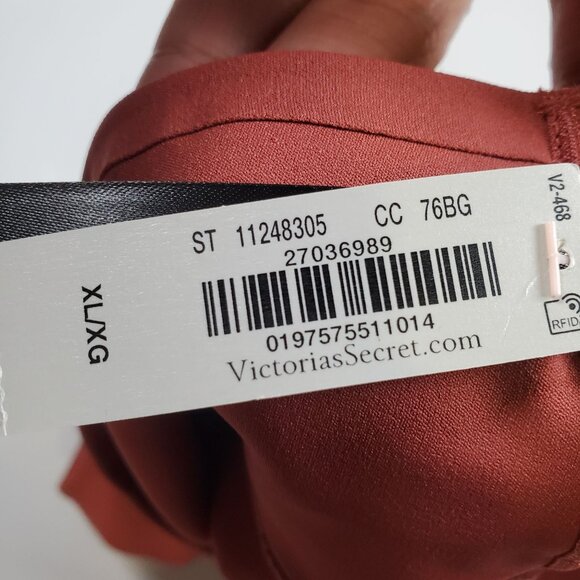 ST 11248305 CC 76BG
27036989
0197575511014
VictoriasSecret.com
XL/XG
V2-468
RFID